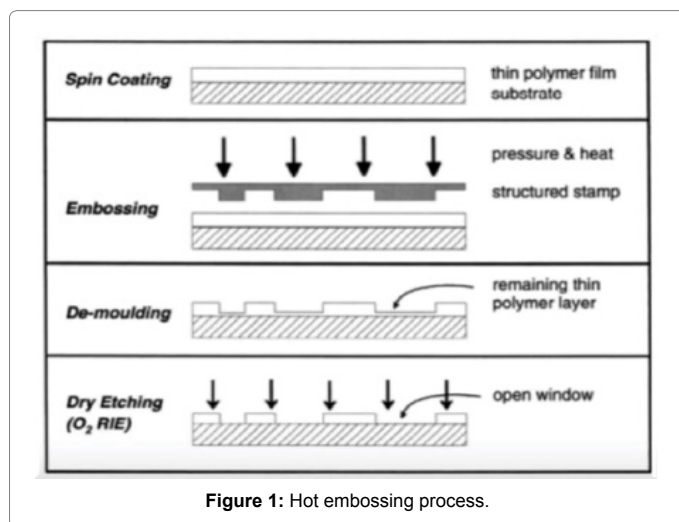 Spin Coating
thin polymer film
substrate
pressure & heat
structured stamp
Embossing
remaining thin
polymer layer
De-moulding
Dry Etching
(O₂ RIE)
open window
Figure 1: Hot embossing process.